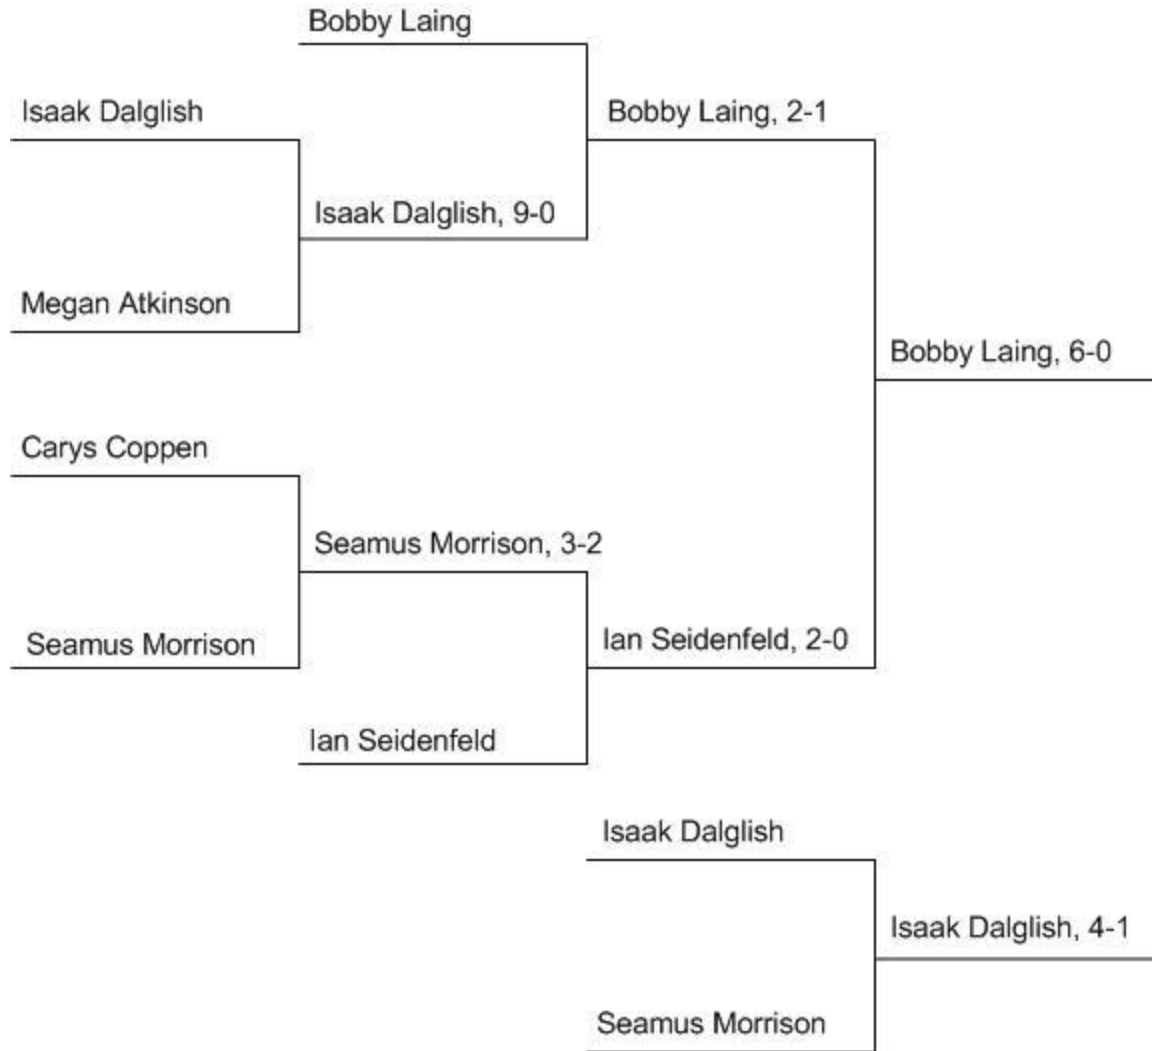 Bobby Laing
Isaak Dalglish
Bobby Laing, 2-1
Isaak Dalglish, 9-0
Megan Atkinson
Bobby Laing, 6-0
Carys Coppen
Seamus Morrison, 3-2
Seamus Morrison
Ian Seidenfeld, 2-0
Ian Seidenfeld
Isaak Dalglish
Isaak Dalglish, 4-1
Seamus Morrison